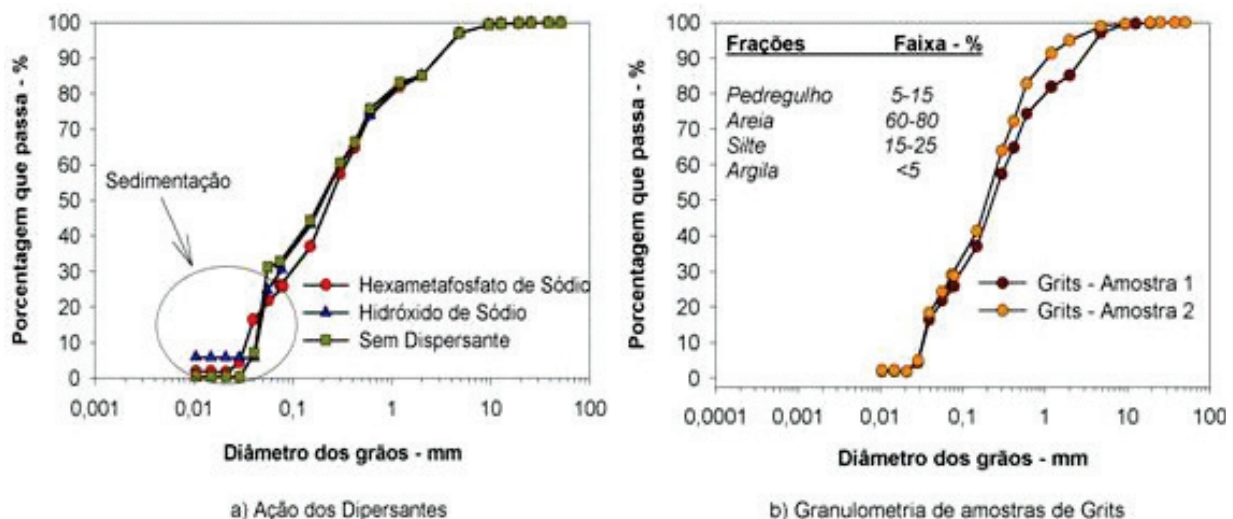 Porcentagem que passa - %
100
90
80
70
60
50
40
30
20
10
0
Sedimentação
Hexametafosfato de Sódio
Hidróxido de Sódio
Sem Dispersante
0,001 0,01 0,1 1 10 100
Diâmetro dos grãos - mm
a) Ação dos Dipersantes
Porcentagem que passa - %
100
90
80
70
60
50
40
30
20
10
0
Frações Faixa - %
Pedregulho 5-15
Areia 60-80
Silte 15-25
Argila <5
Grits - Amostra 1
Grits - Amostra 2
0,0001 0,001 0,01 0,1 1 10 100
Diâmetro dos grãos - mm
b) Granulometria de amostras de Grits